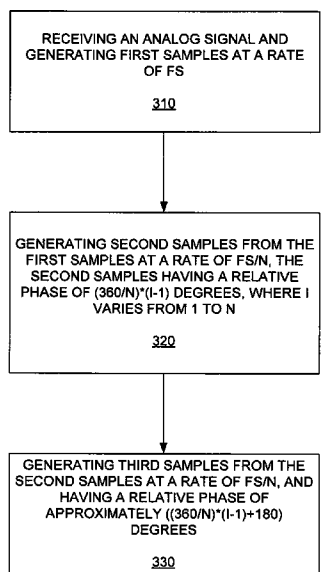 RECEIVING AN ANALOG SIGNAL AND
GENERATING FIRST SAMPLES AT A RATE
OF FS
310
GENERATING SECOND SAMPLES FROM THE
FIRST SAMPLES AT A RATE OF FS/N, THE
SECOND SAMPLES HAVING A RELATIVE
PHASE OF (360/N)*(I-1) DEGREES, WHERE I
VARIES FROM 1 TO N
320
GENERATING THIRD SAMPLES FROM THE
SECOND SAMPLES AT A RATE OF FS/N, AND
HAVING A RELATIVE PHASE OF
APPROXIMATELY ((360/N)*(I-1)+180)
DEGREES
330